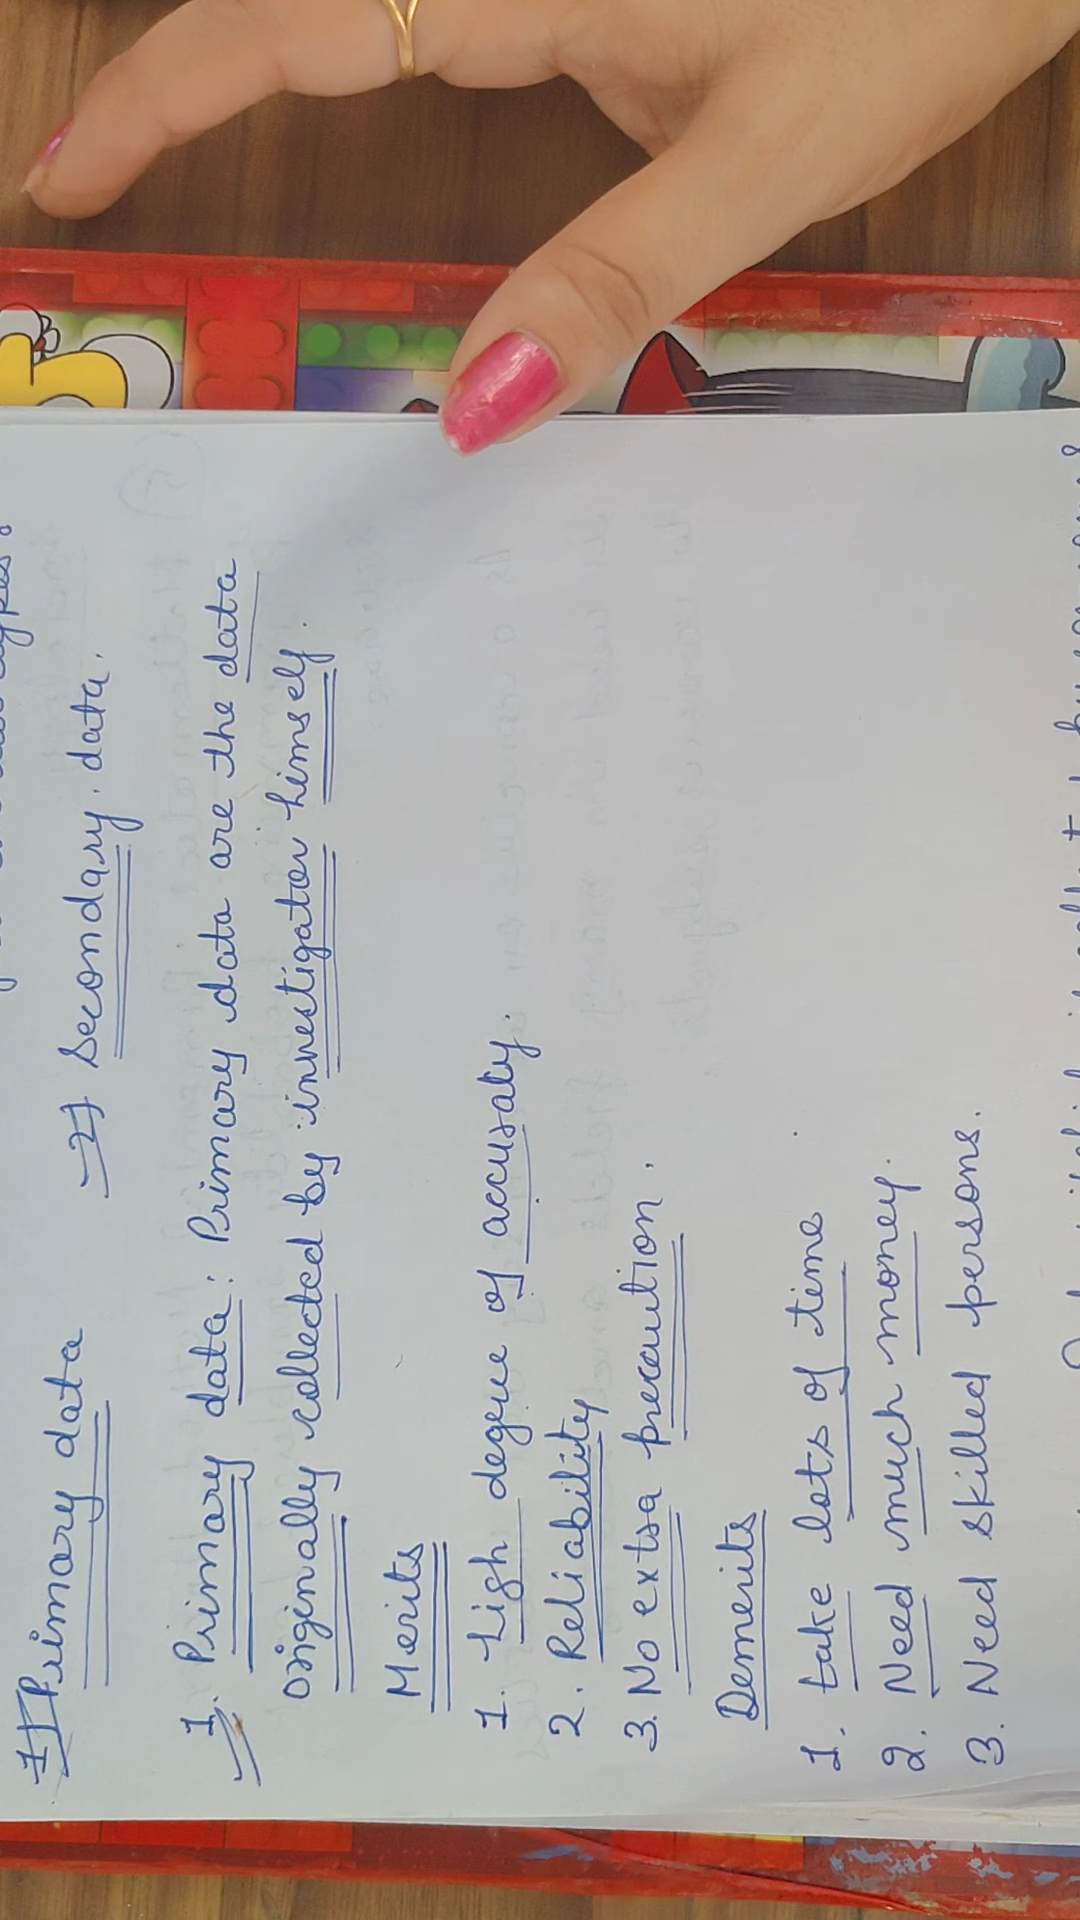 1) Primary data → 2) Secondary data.
1. Primary data: Primary data are the data
originally collected by investigator himself.
Merits
1. High degree of accuraty.
2. Reliability
3. No extra precaution.
Demerits
1. take lots of time
2. Need much money.
3. Need skilled persons.